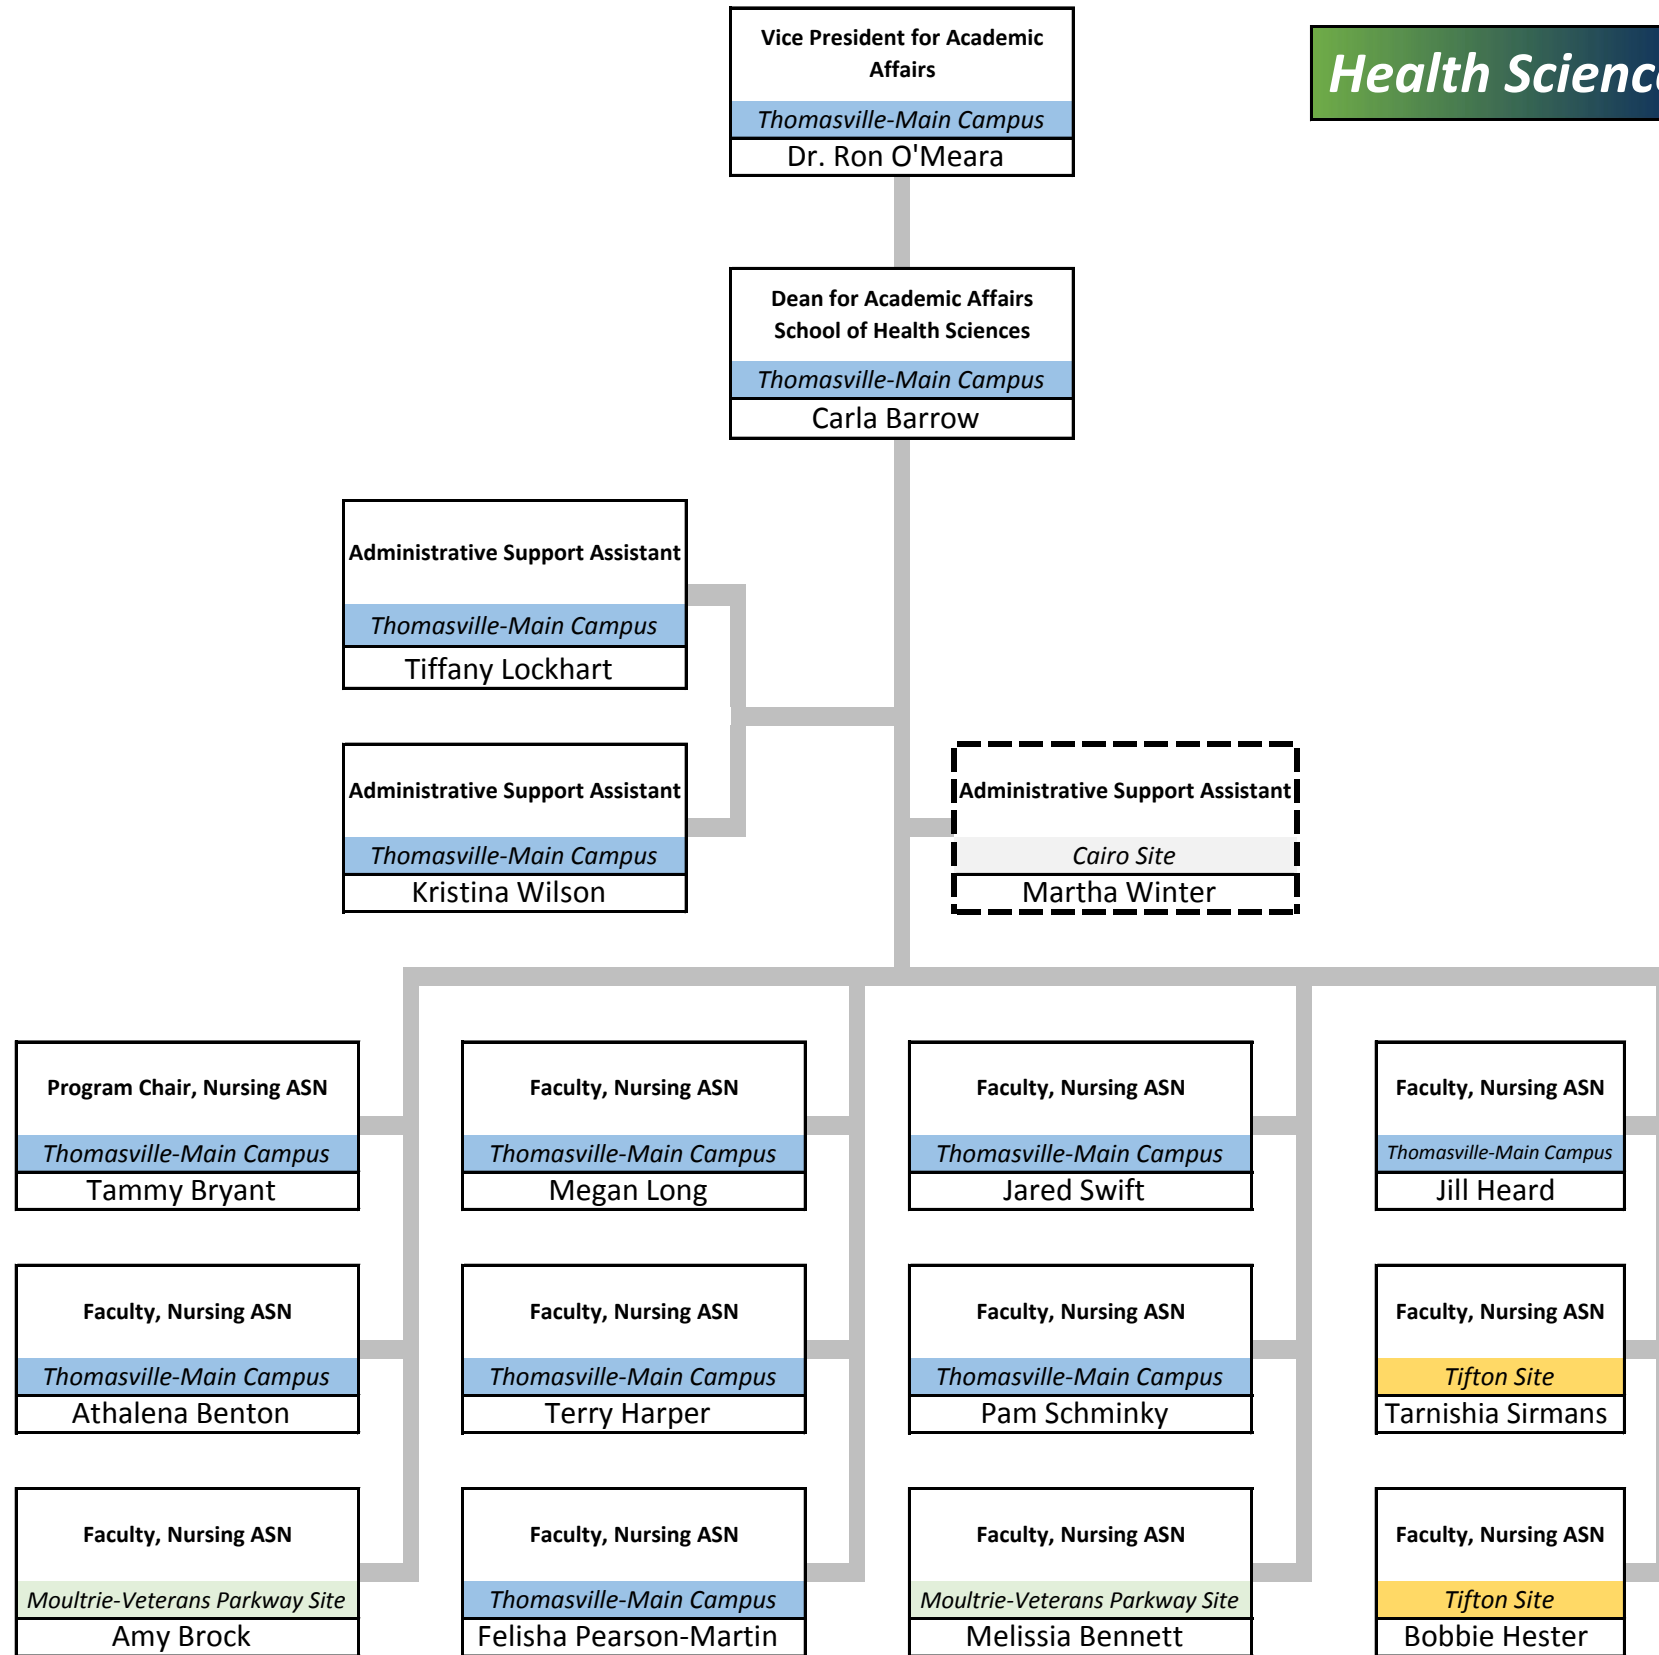 Vice President for Academic
Affairs
Thomasville-Main Campus
Dr. Ron O'Meara
Health Scienc
Dean for Academic Affairs
School of Health Sciences
Thomasville-Main Campus
Carla Barrow
Administrative Support Assistant
Thomasville-Main Campus
Tiffany Lockhart
Administrative Support Assistant
Thomasville-Main Campus
Kristina Wilson
Administrative Support Assistant
Cairo Site
Martha Winter
Program Chair, Nursing ASN
Thomasville-Main Campus
Tammy Bryant
Faculty, Nursing ASN
Thomasville-Main Campus
Megan Long
Faculty, Nursing ASN
Thomasville-Main Campus
Jared Swift
Faculty, Nursing ASN
Thomasville-Main Campus
Jill Heard
Faculty, Nursing ASN
Thomasville-Main Campus
Athalena Benton
Faculty, Nursing ASN
Thomasville-Main Campus
Terry Harper
Faculty, Nursing ASN
Thomasville-Main Campus
Pam Schminky
Faculty, Nursing ASN
Tifton Site
Tarnishia Sirmans
Faculty, Nursing ASN
Moultrie-Veterans Parkway Site
Amy Brock
Faculty, Nursing ASN
Thomasville-Main Campus
Felisha Pearson-Martin
Faculty, Nursing ASN
Moultrie-Veterans Parkway Site
Melissia Bennett
Faculty, Nursing ASN
Tifton Site
Bobbie Hester